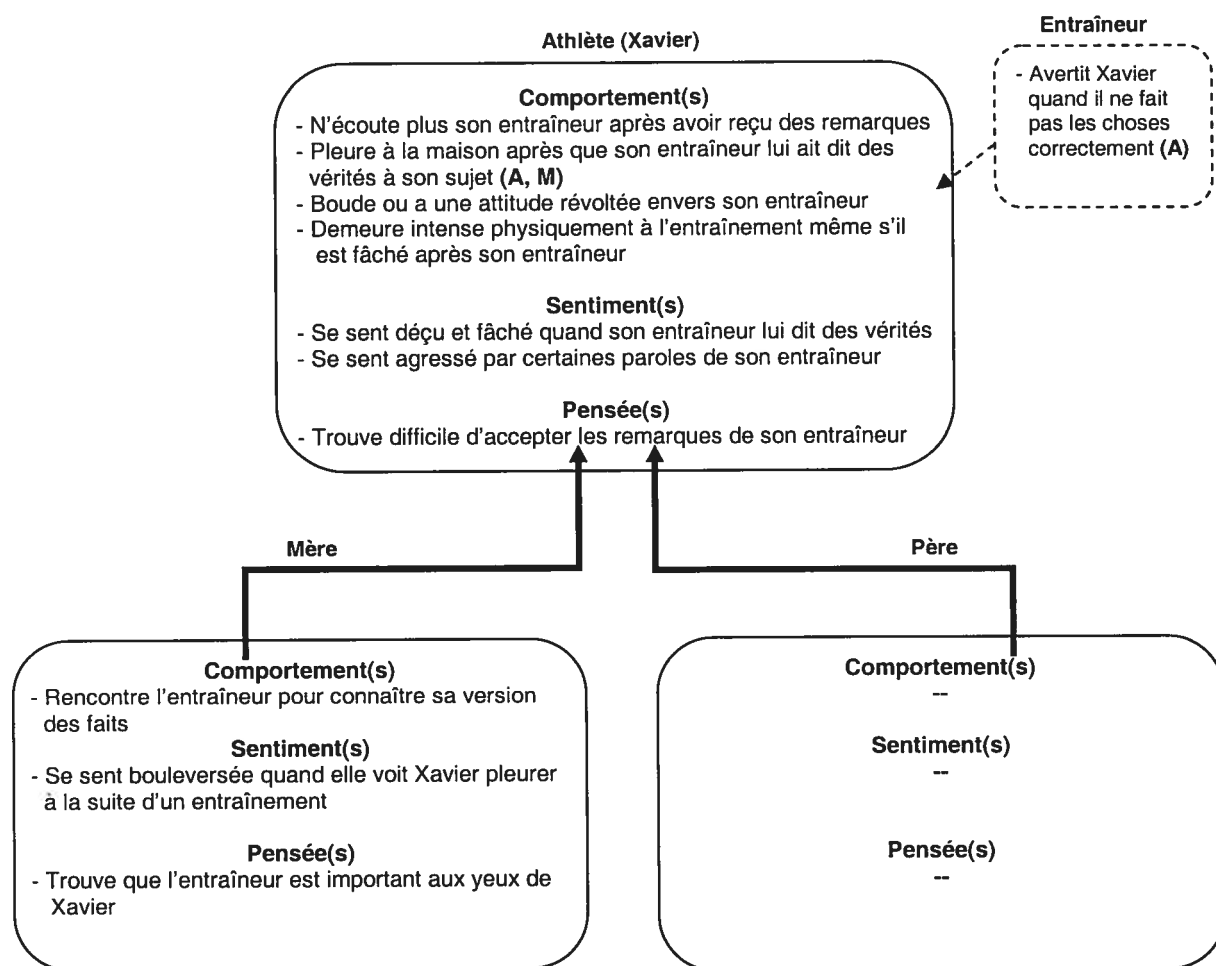 Athlète (Xavier)
Comportement(s)
- N'écoute plus son entraîneur après avoir reçu des remarques
- Pleure à la maison après que son entraîneur lui ait dit des
vérités à son sujet (A, M)
- Boude ou a une attitude révoltée envers son entraîneur
- Demeure intense physiquement à l'entraînement même s'il
est fâché après son entraîneur
Sentiment(s)
- Se sent déçu et fâché quand son entraîneur lui dit des vérités
- Se sent agressé par certaines paroles de son entraîneur
Pensée(s)
- Trouve difficile d'accepter les remarques de son entraîneur
Entraîneur
- Avertit Xavier
quand il ne fait
pas les choses
correctement (A)
Mère
Comportement(s)
- Rencontre l'entraîneur pour connaître sa version
des faits
Sentiment(s)
- Se sent bouleversée quand elle voit Xavier pleurer
à la suite d'un entraînement
Pensée(s)
- Trouve que l'entraîneur est important aux yeux de
Xavier
Père
Comportement(s)
--
Sentiment(s)
--
Pensée(s)
--